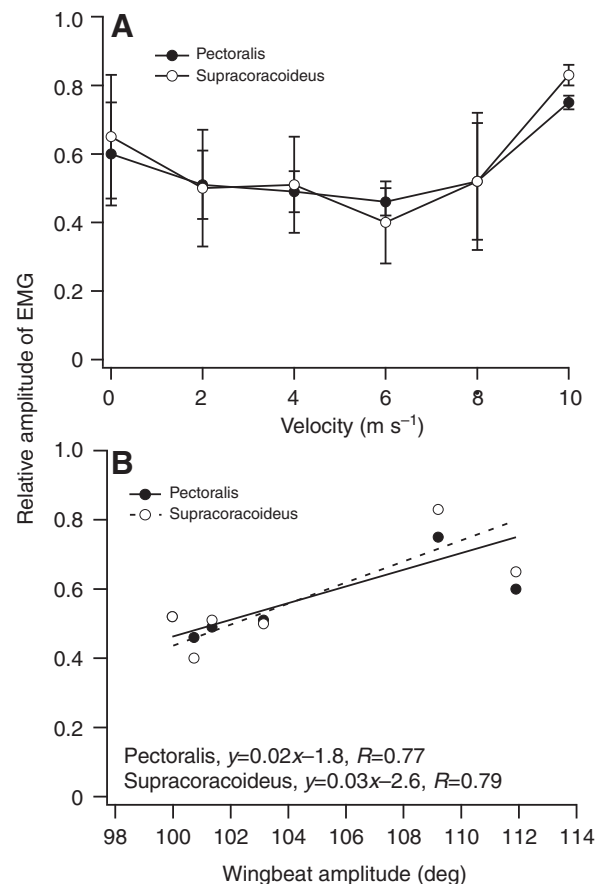 A
Pectoralis
Supracoracoideus
1.0
0.8
0.6
0.4
0.2
0
0 2 4 6 8 10
Velocity (m s–1)
Relative amplitude of EMG
B
Pectoralis
Supracoracoideus
1.0
0.8
0.6
0.4
0.2
0
Pectoralis, y=0.02x–1.8, R=0.77
Supracoracoideus, y=0.03x–2.6, R=0.79
98 100 102 104 106 108 110 112 114
Wingbeat amplitude (deg)